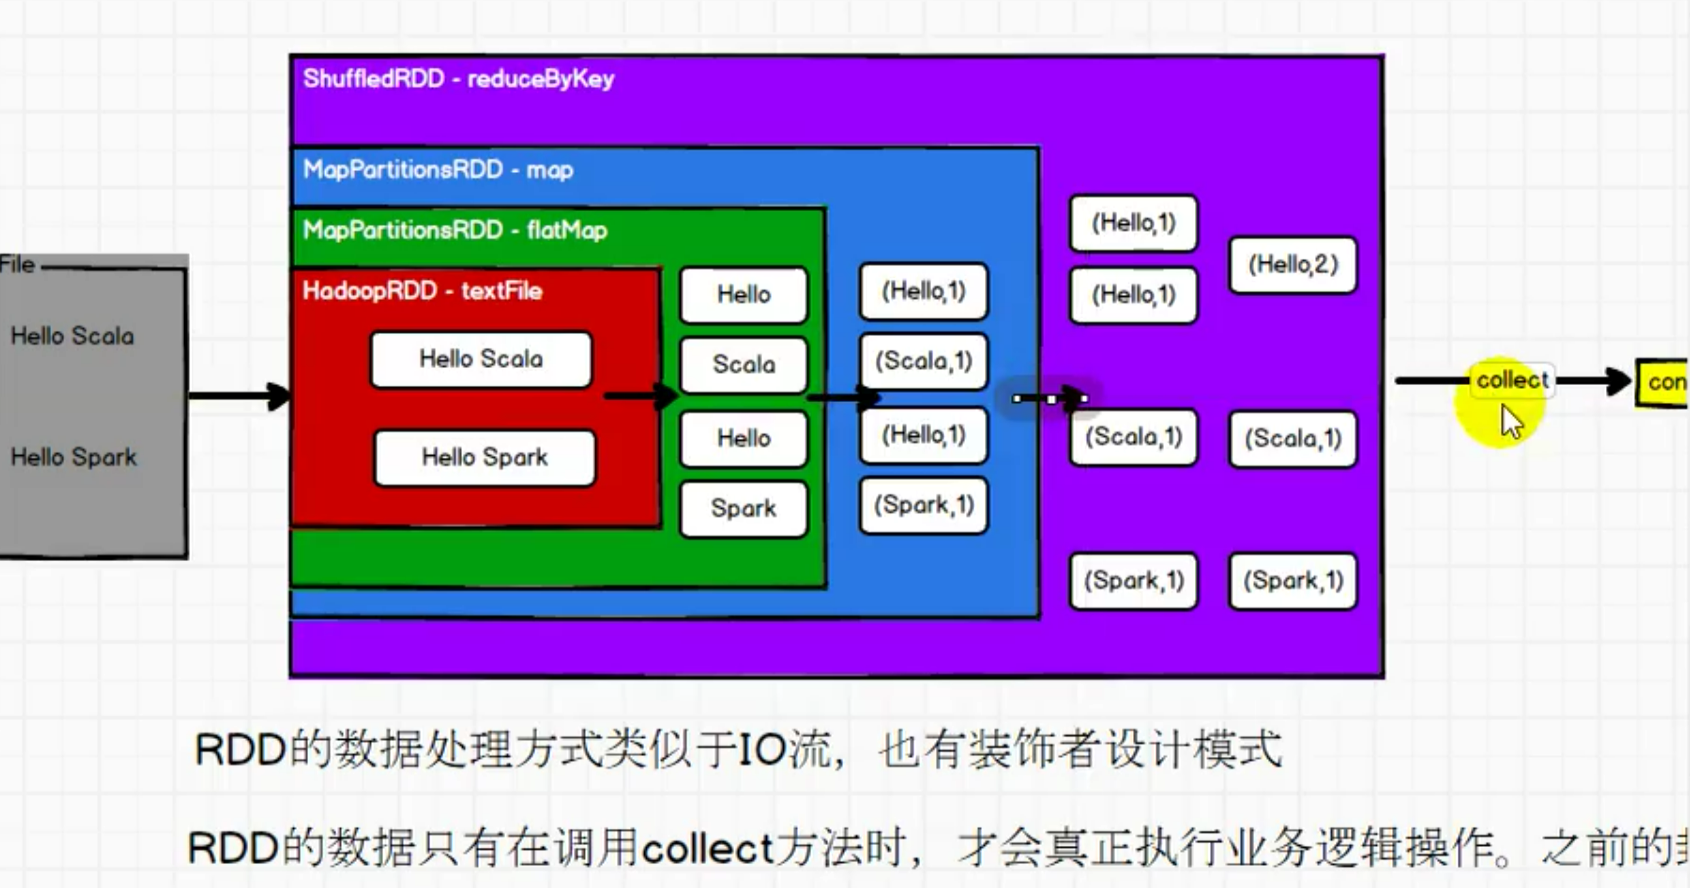 ShuffledRDD - reduceByKey
MapPartitionsRDD - map
MapPartitionsRDD - flatMap
HadoopRDD - textFile
File
Hello Scala
Hello Spark
Hello Scala
Hello Spark
Hello
Scala
Hello
Spark
(Hello,1)
(Scala,1)
(Hello,1)
(Spark,1)
(Hello,1)
(Hello,1)
(Scala,1)
(Spark,1)
(Hello,2)
(Scala,1)
(Spark,1)
collect
con
RDD的数据处理方式类似于IO流，也有装饰者设计模式
RDD的数据只有在调用collect方法时，才会真正执行业务逻辑操作。之前的